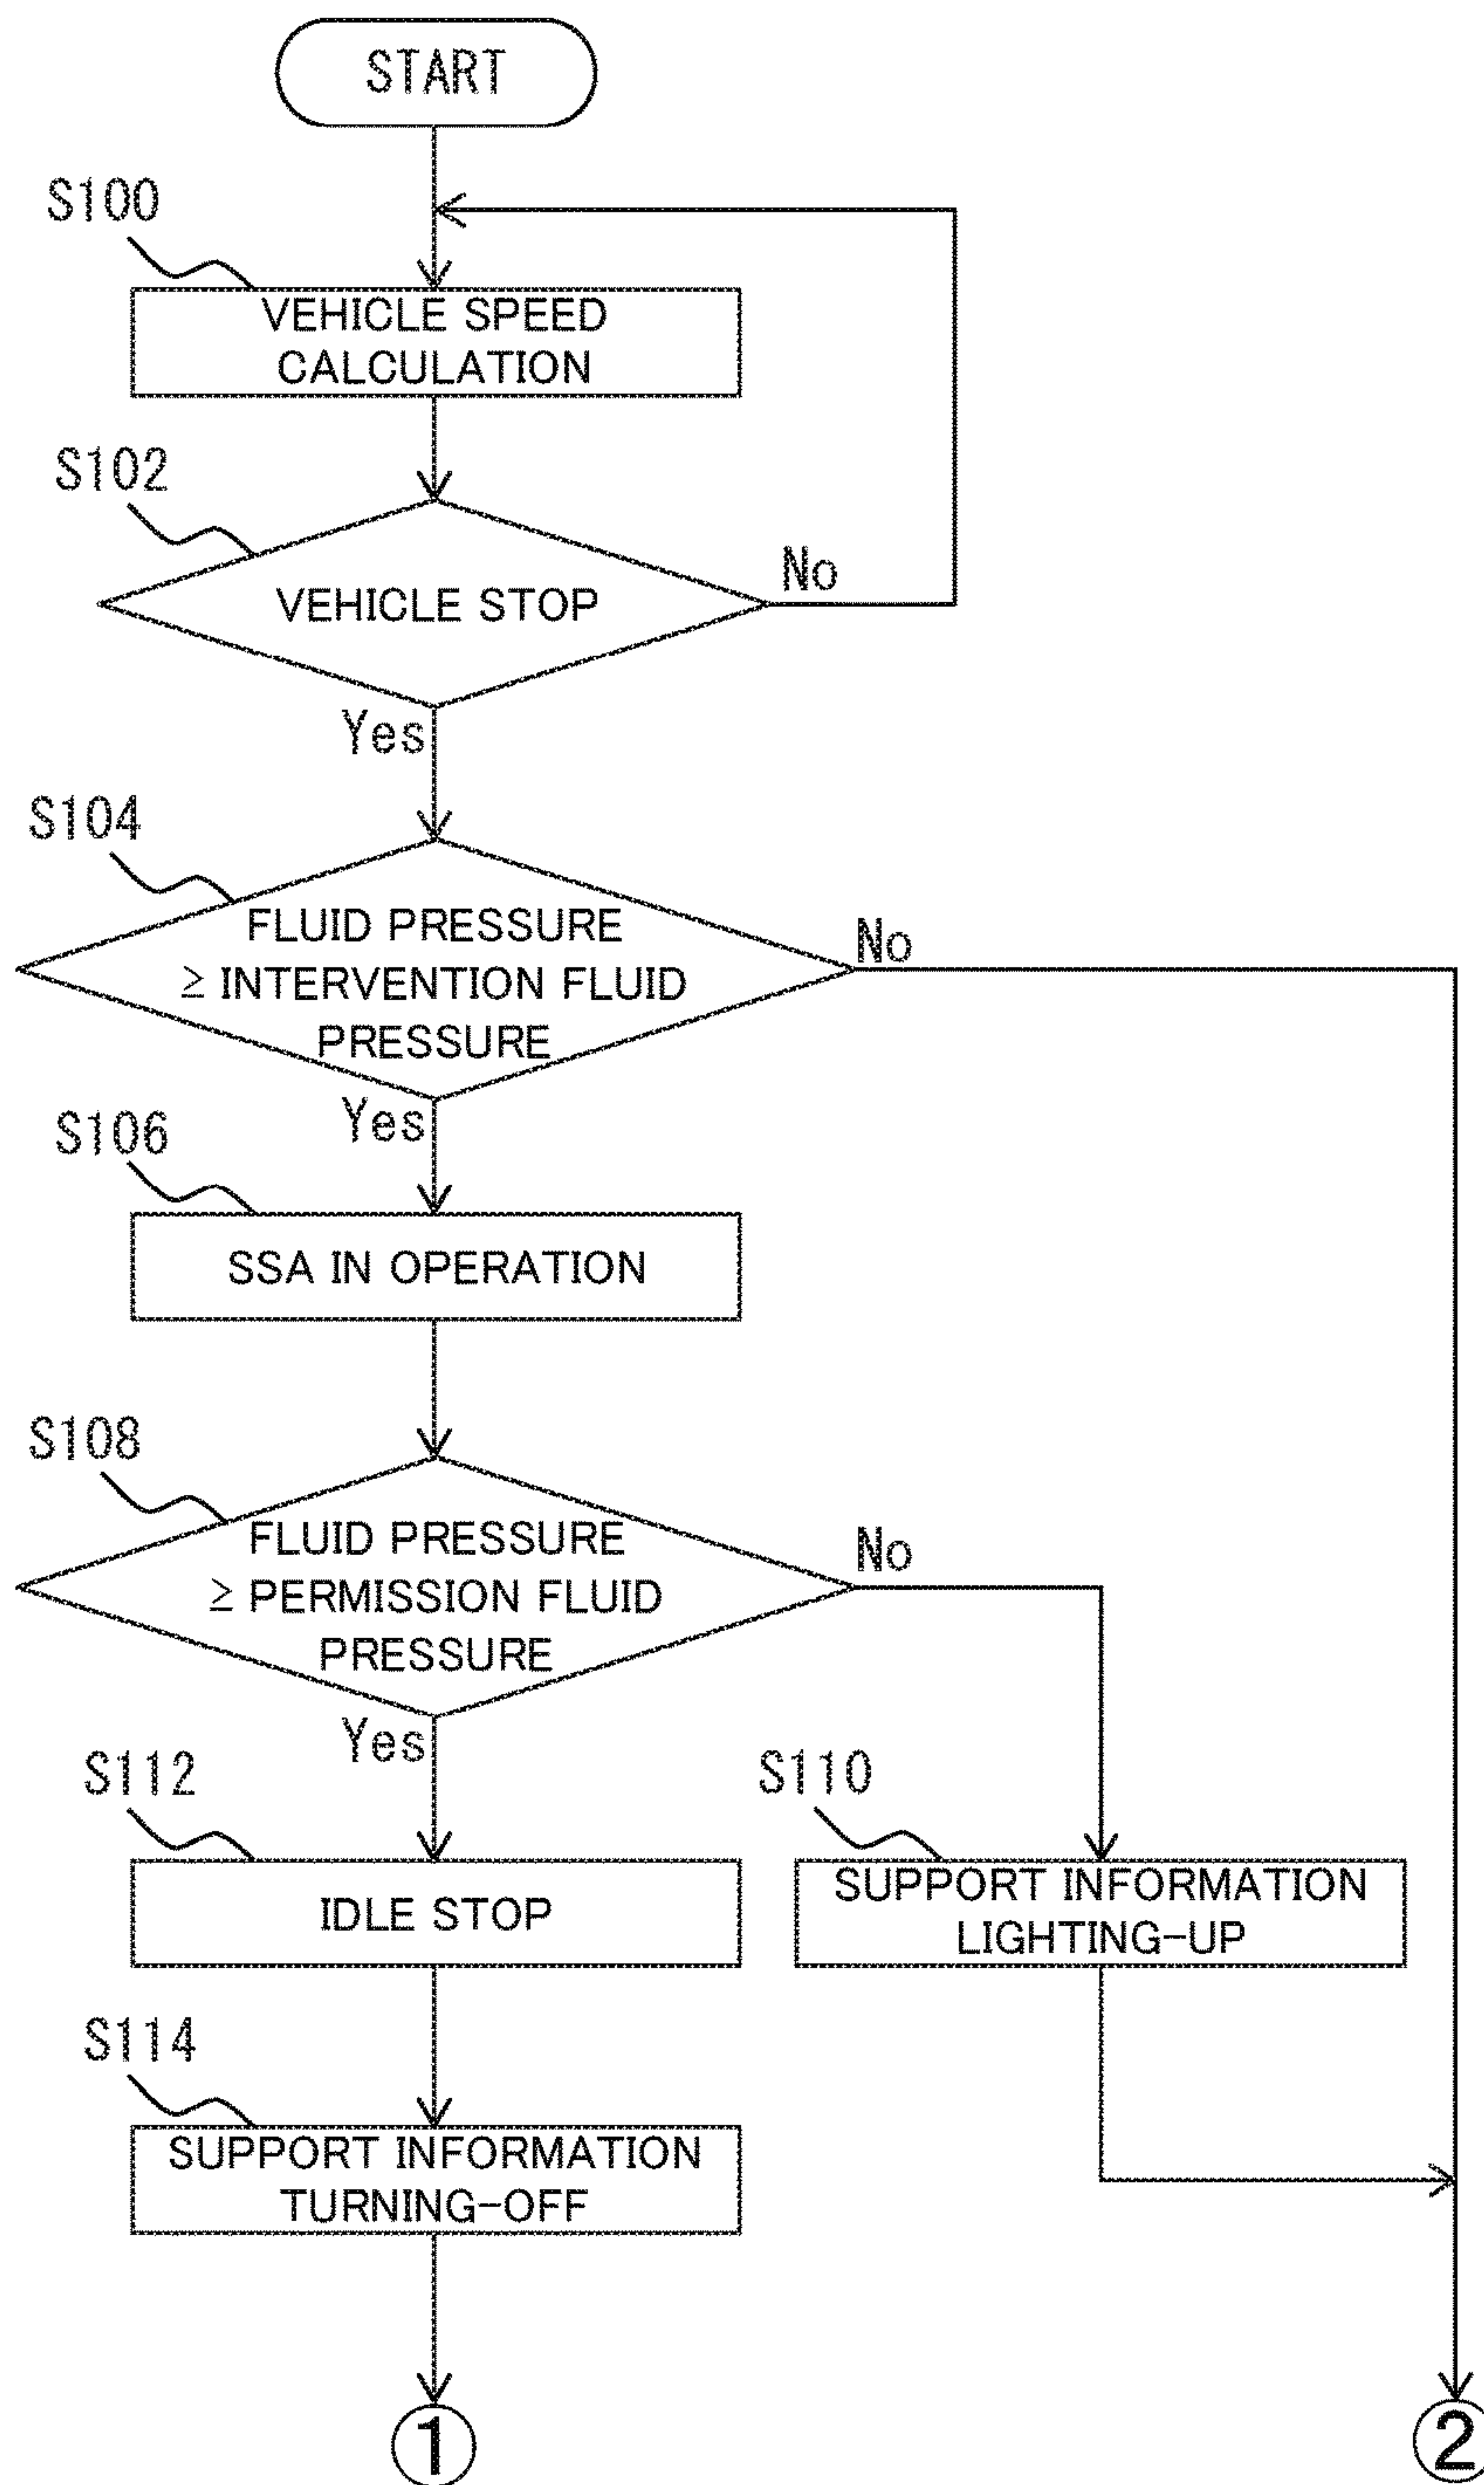 START
S100
VEHICLE SPEED
CALCULATION
S102
VEHICLE STOP
No
Yes
S104
FLUID PRESSURE
≥ INTERVENTION FLUID
PRESSURE
No
Yes
S106
SSA IN OPERATION
S108
FLUID PRESSURE
≥ PERMISSION FLUID
PRESSURE
No
Yes
S112
IDLE STOP
S110
SUPPORT INFORMATION
LIGHTING-UP
S114
SUPPORT INFORMATION
TURNING-OFF
①
②